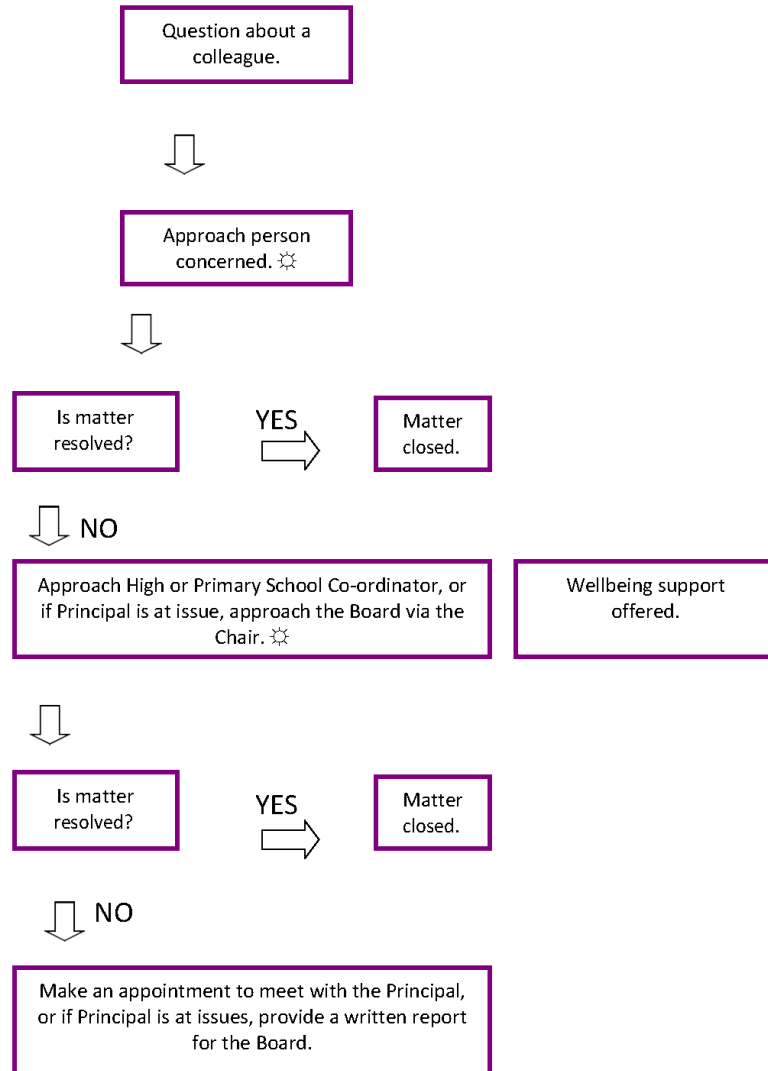 Question about a
colleague.
Approach person
concerned. ☼
Is matter
resolved?
YES
Matter
closed.
NO
Approach High or Primary School Co-ordinator, or
if Principal is at issue, approach the Board via the
Chair. ☼
Wellbeing support
offered.
Is matter
resolved?
YES
Matter
closed.
NO
Make an appointment to meet with the Principal,
or if Principal is at issues, provide a written report
for the Board.